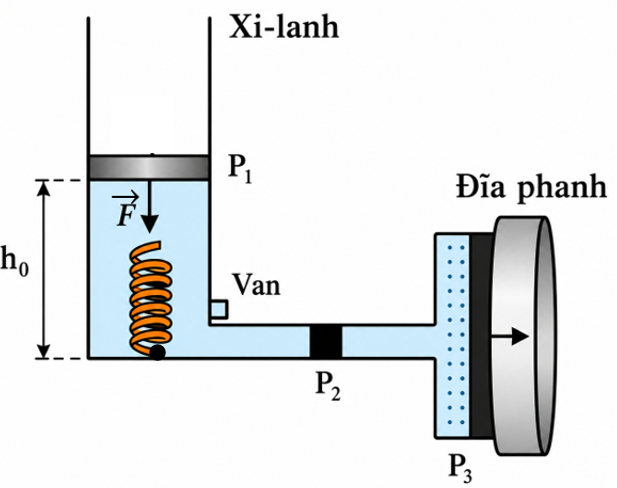 Xi-lanh
P₁
Đĩa phanh
F⃗
h₀
Van
P₂
P₃